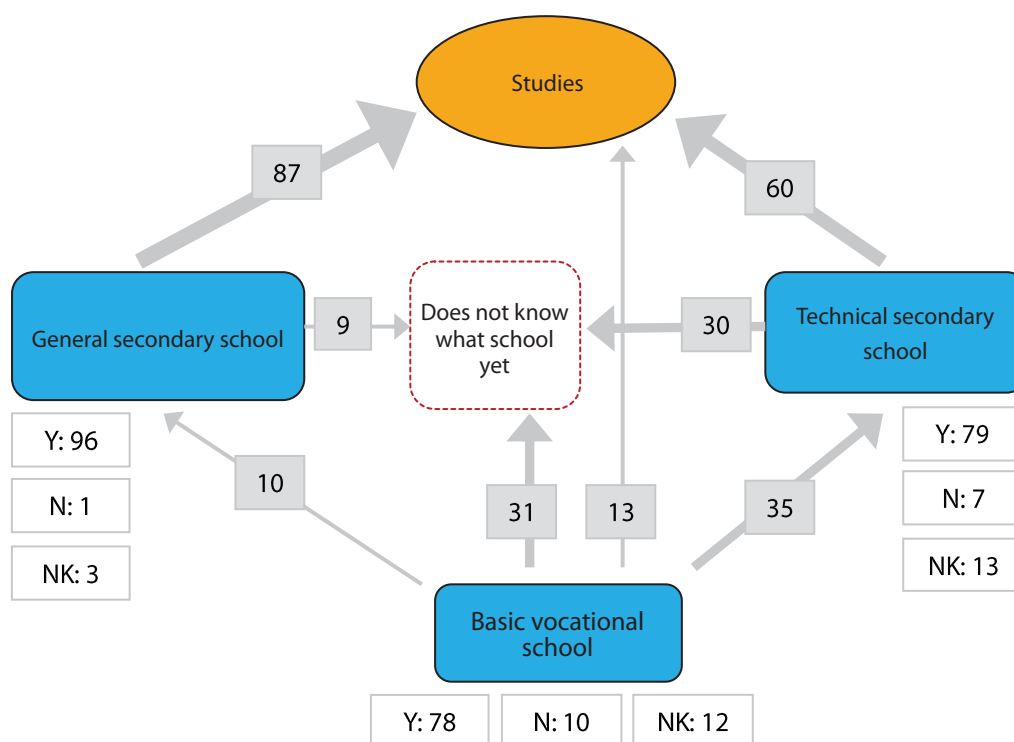 Studies
87
60
General secondary school
9
Does not know
what school
yet
30
Technical secondary
school
Y: 96
N: 1
NK: 3
10
31
13
35
Y: 79
N: 7
NK: 13
Basic vocational
school
Y: 78
N: 10
NK: 12